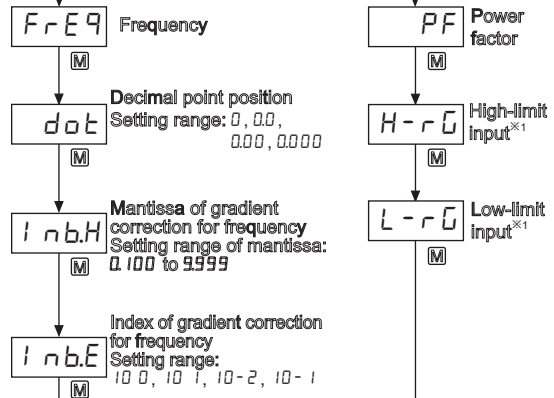 FrEq Frequency
M
dot Decimal point position
Setting range: 0, 0.0,
0.00, 0.000
M
Inb.H Mantissa of gradient
correction for frequency
Setting range of mantissa:
0.100 to 9.999
M
Inb.E Index of gradient correction
for frequency
Setting range:
10 0, 10 1, 10-2, 10-1
M
PF Power
factor
M
H-rG High-limit
input※1
M
L-rG Low-limit
input※1
M